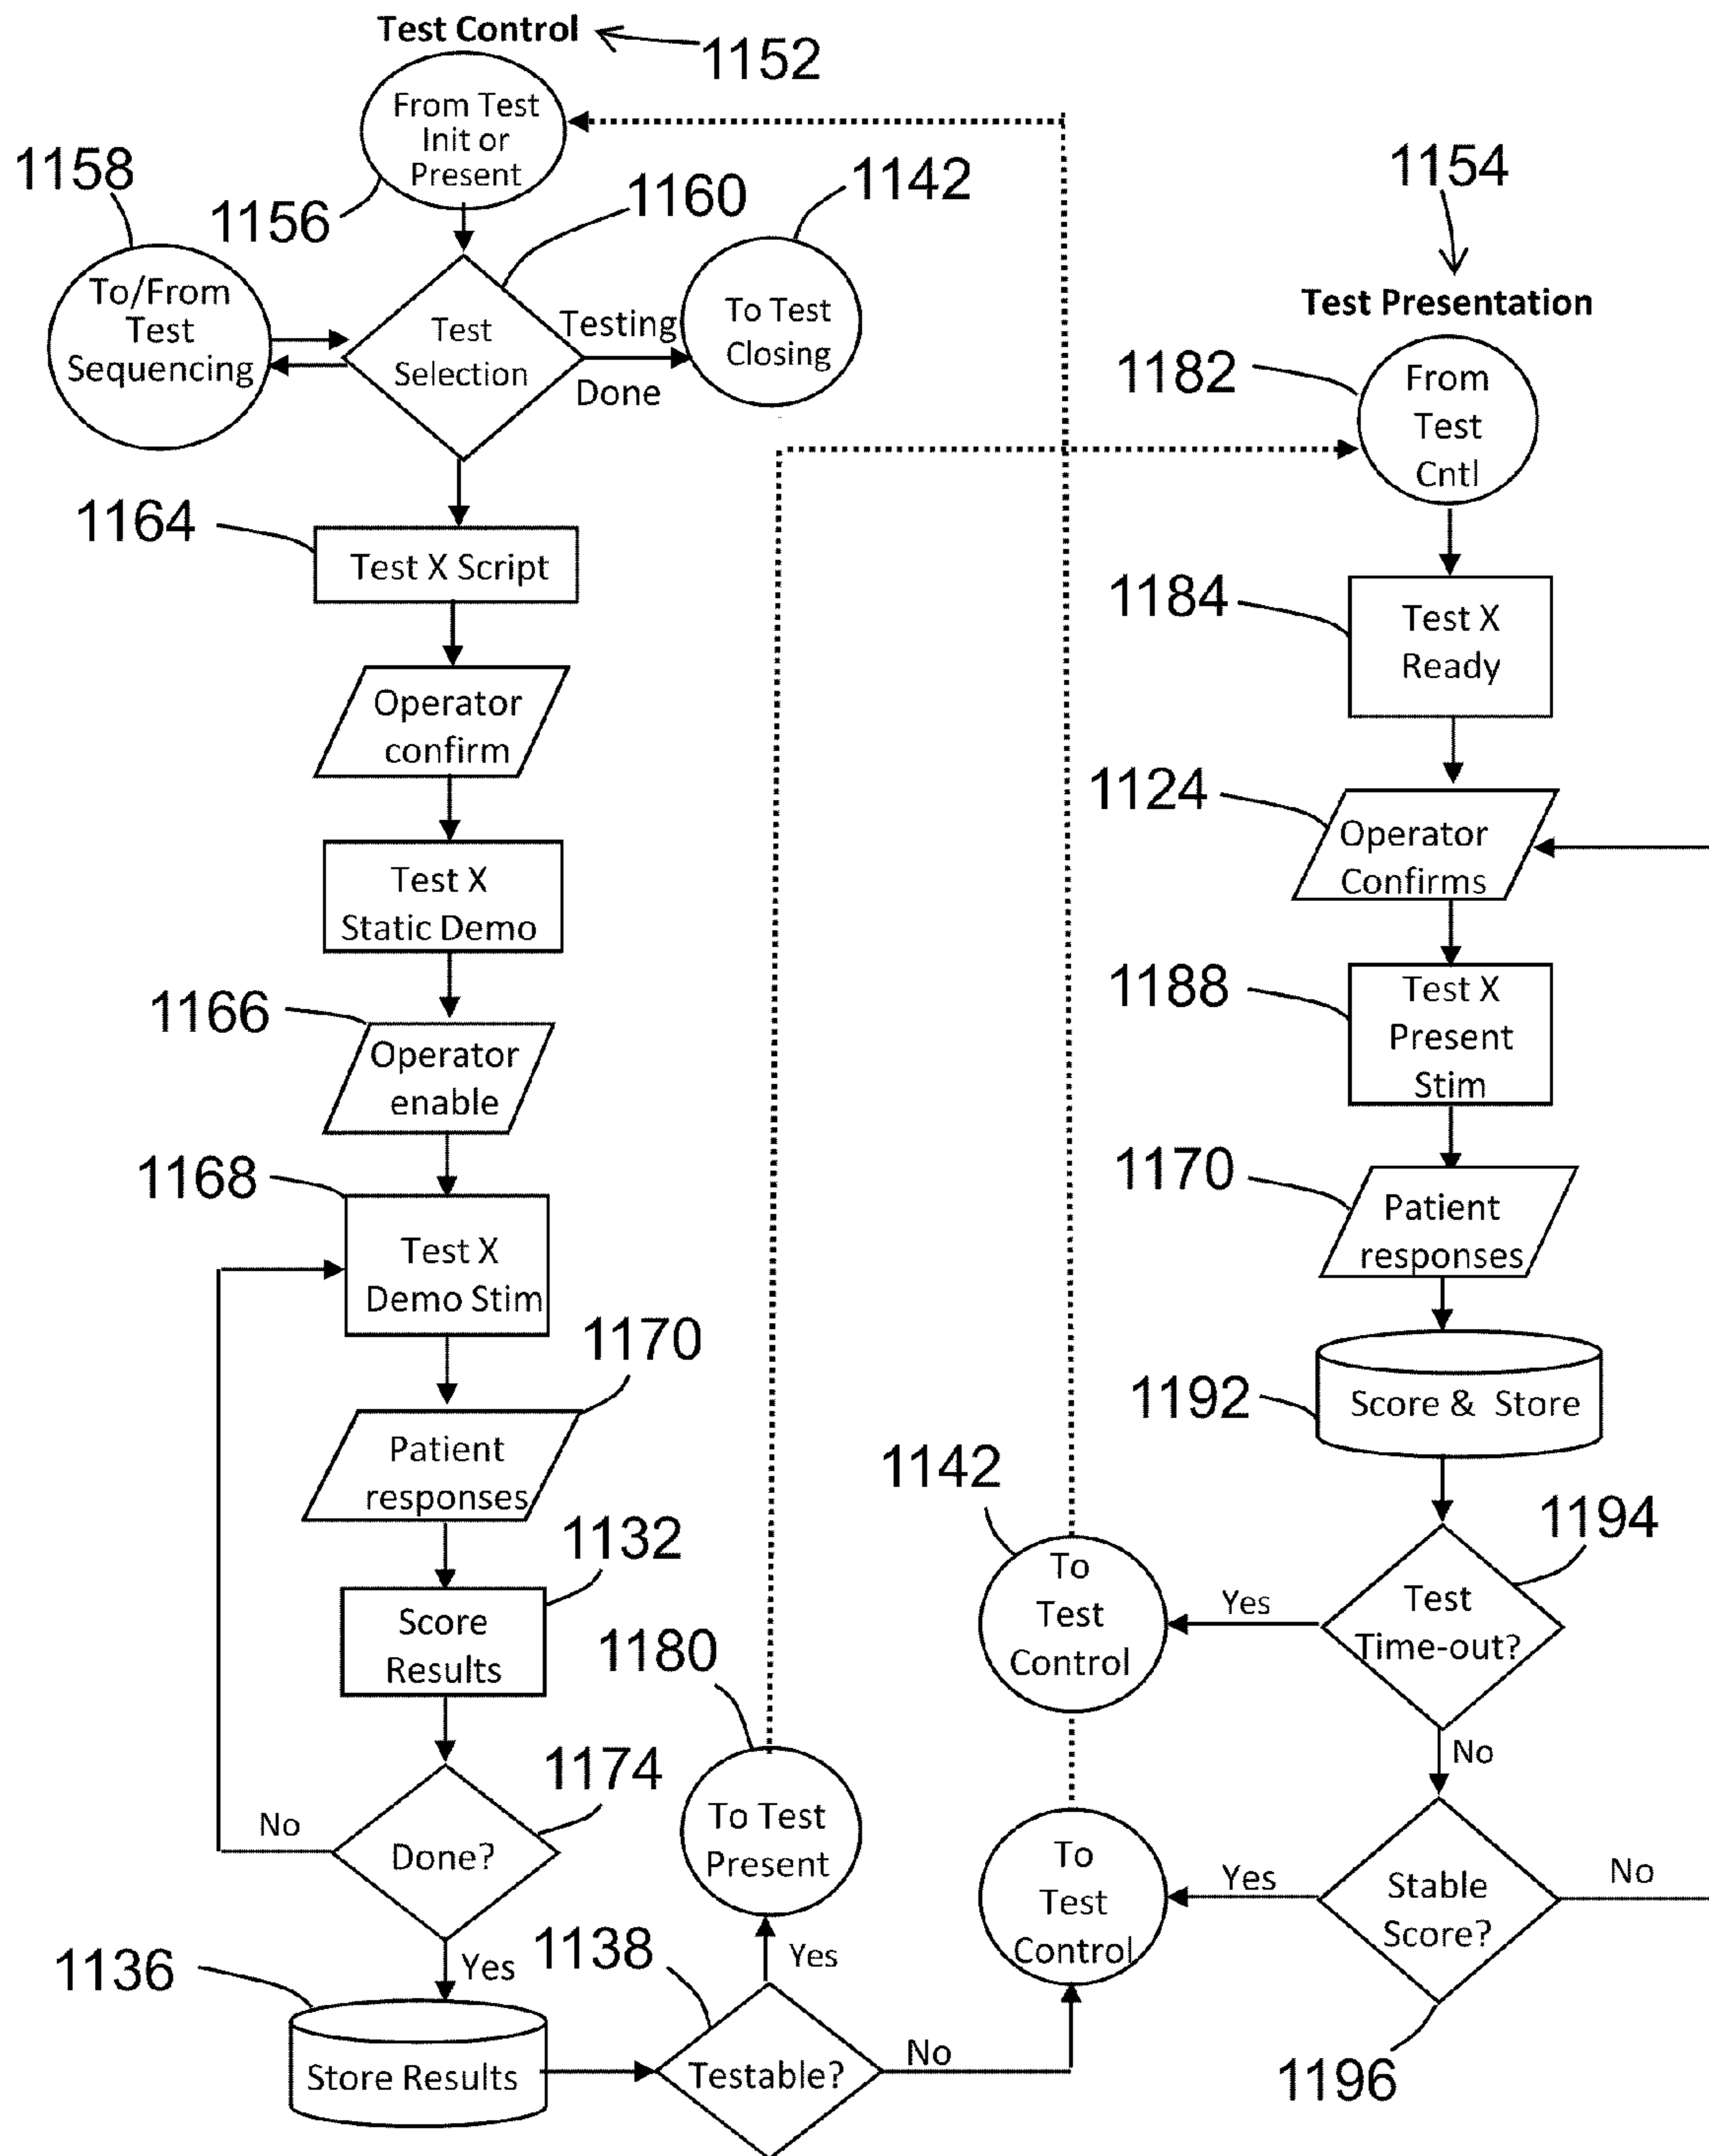 Test Control
1152
From Test
Init or
Present
1156
1158
To/From
Test
Sequencing
1160
Test
Selection
Testing
Done
1142
To Test
Closing
1164
Test X Script
Operator
confirm
Test X
Static Demo
1166
Operator
enable
1168
Test X
Demo Stim
1170
Patient
responses
1132
Score
Results
1174
Done?
No
Yes
1136
Store Results
1138
Testable?
Yes
No
1180
To Test
Present
1154
Test Presentation
1182
From
Test
Cntl
1184
Test X
Ready
1124
Operator
Confirms
1188
Test X
Present
Stim
1170
Patient
responses
1192
Score & Store
1194
Test
Time-out?
Yes
1142
To
Test
Control
No
Stable
Score?
1196
Yes
No
To
Test
Control